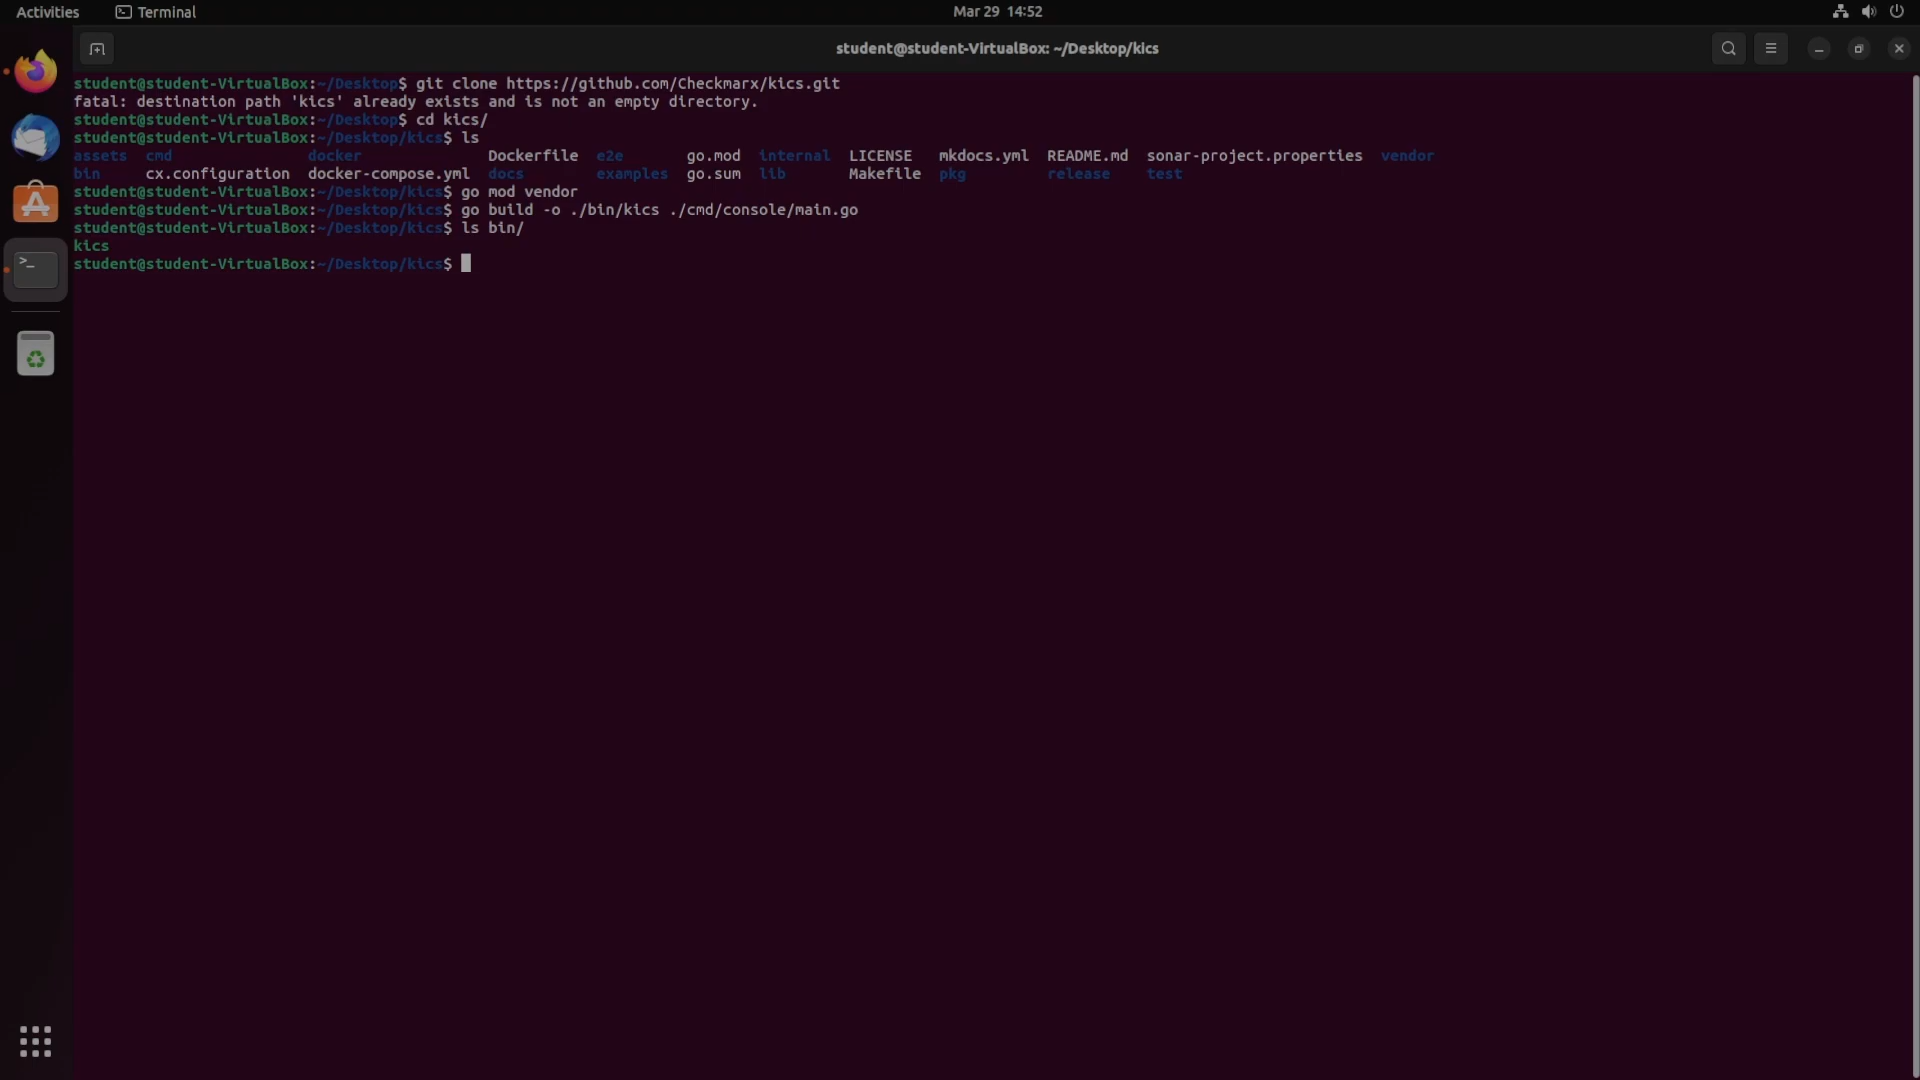 Activities Terminal Mar 29 14:52
student@student-VirtualBox: ~/Desktop/kics
student@student-VirtualBox:~/Desktop$ git clone https://github.com/Checkmarx/kics.git
fatal: destination path 'kics' already exists and is not an empty directory.
student@student-VirtualBox:~/Desktop$ cd kics/
student@student-VirtualBox:~/Desktop/kics$ ls
assets cmd docker Dockerfile e2e go.mod internal LICENSE mkdocs.yml README.md sonar-project.properties vendor
bin cx.configuration docker-compose.yml docs examples go.sum lib Makefile pkg release test
student@student-VirtualBox:~/Desktop/kics$ go mod vendor
student@student-VirtualBox:~/Desktop/kics$ go build -o ./bin/kics ./cmd/console/main.go
student@student-VirtualBox:~/Desktop/kics$ ls bin/
kics
student@student-VirtualBox:~/Desktop/kics$